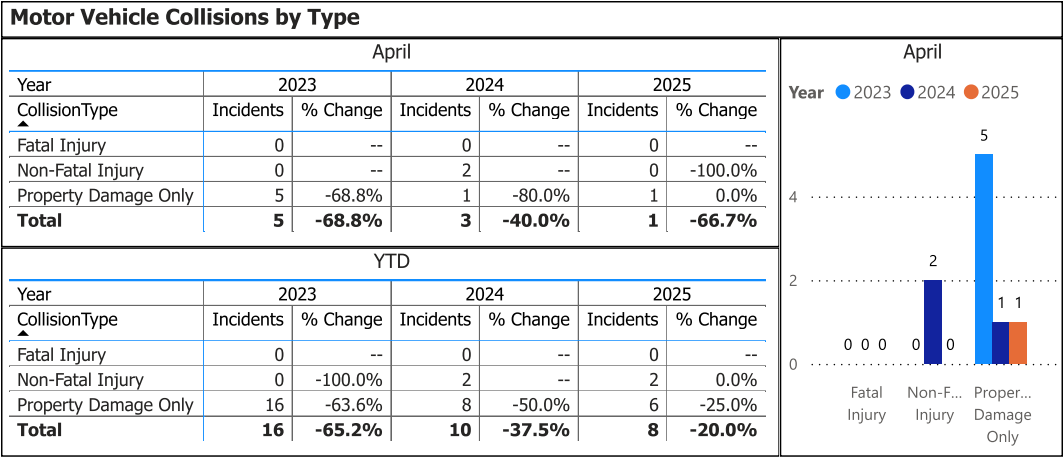 Motor Vehicle Collisions by Type
April
Year 2023 2024 2025
CollisionType Incidents % Change Incidents % Change Incidents % Change
Fatal Injury 0 -- 0 -- 0 --
Non-Fatal Injury 0 -- 2 -- 0 -100.0%
Property Damage Only 5 -68.8% 1 -80.0% 1 0.0%
Total 5 -68.8% 3 -40.0% 1 -66.7%
YTD
Year 2023 2024 2025
CollisionType Incidents % Change Incidents % Change Incidents % Change
Fatal Injury 0 -- 0 -- 0 --
Non-Fatal Injury 0 -100.0% 2 -- 2 0.0%
Property Damage Only 16 -63.6% 8 -50.0% 6 -25.0%
Total 16 -65.2% 10 -37.5% 8 -20.0%
April
Year 2023 2024 2025
5
4
2
2
1 1
0 0 0 0 0
0
Fatal Non-F... Proper...
Injury Injury Damage
Only